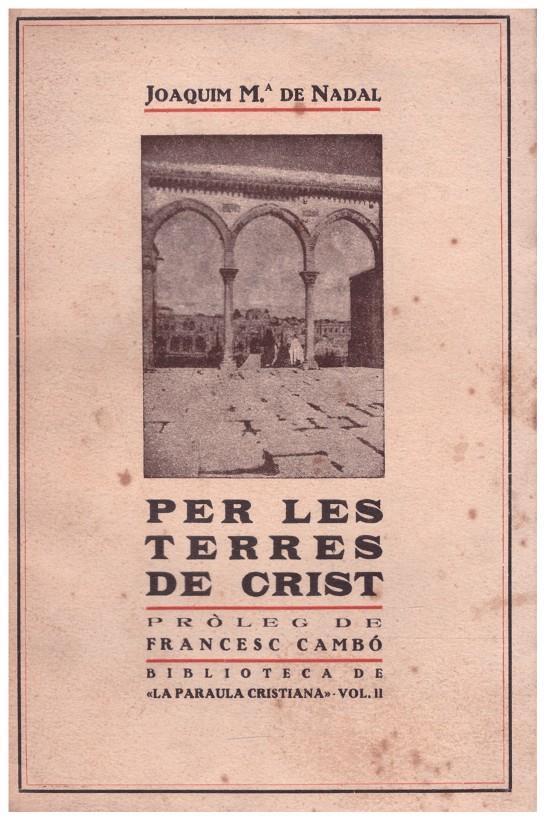 JOAQUIM M.ᴬ DE NADAL
PER LES
TERRES
DE CRIST
PRÒLEG DE
FRANCESC CAMBÓ
BIBLIOTECA DE
«LA PARAULA CRISTIANA» - VOL. II